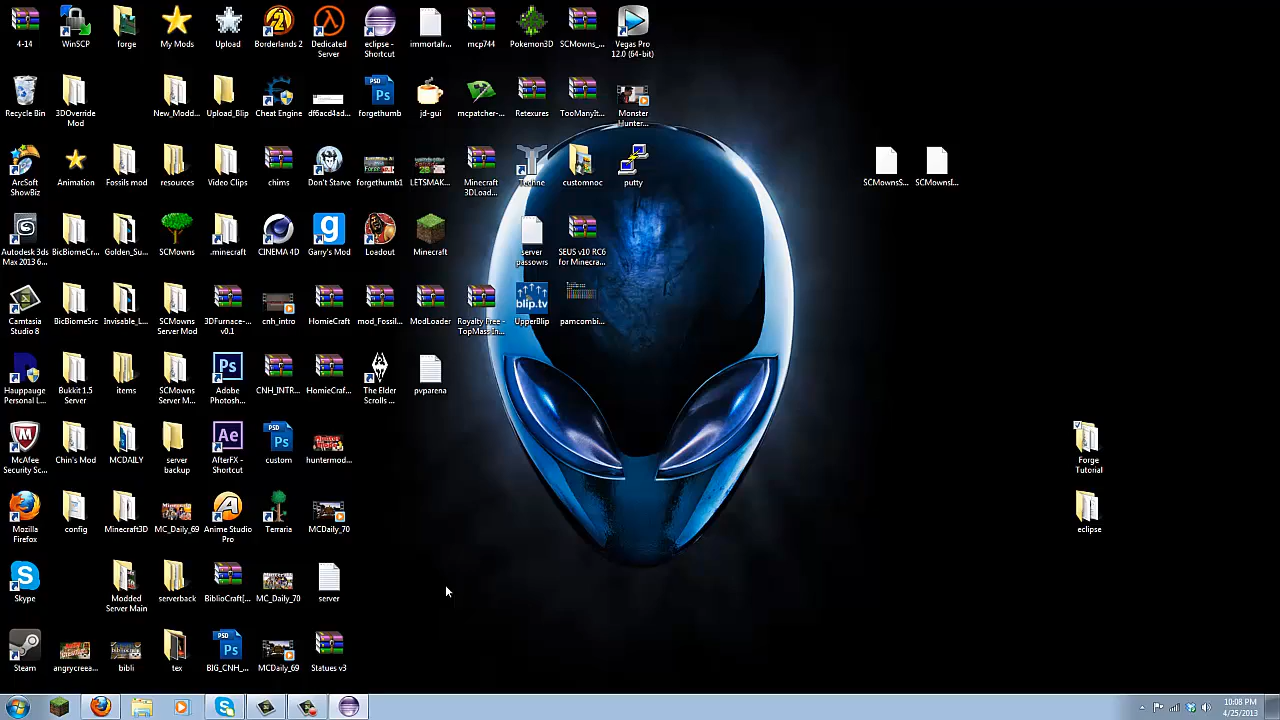 4-14
WinSCP
forge
My Mods
Upload
Borderlands 2
Dedicated
Server
eclipse -
Shortcut
immortalr...
mcp744
Pokemon3D
SCMowns_...
Vegas Pro
12.0 (64-bit)
Recycle Bin
3DOverride
Mod
New_Modd...
Upload_Blip
Cheat Engine
df6acd4ad...
forgethumb
jd-gui
mcpatcher-...
Retexures
TooManyIt...
Monster
Hunter...
ArcSoft
ShowBiz
Animation
Fossils mod
resources
Video Clips
chims
Don't Starve
forgethumb1
LETSMAK...
Minecraft
3DLoad...
Tekkne
customnoc
putty
SCMownsS...
SCMownsI...
Autodesk 3ds
Max 2013 6...
BicBiomeCr...
Golden_Su...
SCMowns
.minecraft
CINEMA 4D
Garry's Mod
Loadout
Minecraft
server
passowrs
SEUS v10 RC6
for Minecra...
Camtasia
Studio 8
BicBiomeSrc
Invisable_L...
SCMowns
Server Mod
3DFurnace-...
v0.1
cnh_intro
HomieCraft
mod_Fossil...
ModLoader
Royalty Free -
TopMass In...
blip.tv
UpperBlip
pamcombi...
Hauppauge
Personal L...
Bukkit 1.5
Server
items
SCMowns
Server M...
Adobe
Photosh...
CNH_INTR...
HomieCraf...
The Elder
Scrolls ...
pvparena
McAfee
Security Sc...
Chin's Mod
MCDAILY
server
backup
AfterFX -
Shortcut
custom
huntermod...
Forge
Tutorial
Mozilla
Firefox
config
Minecraft3D
MC_Daily_69
Anime Studio
Pro
Terraria
MCDaily_70
eclipse
Skype
Modded
Server Main
serverback
BiblioCraft[...
MC_Daily_70
server
Steam
angrycreea...
bibli
tex
BIG_CNH_...
MCDaily_69
Statues v3
10:08 PM
4/25/2013